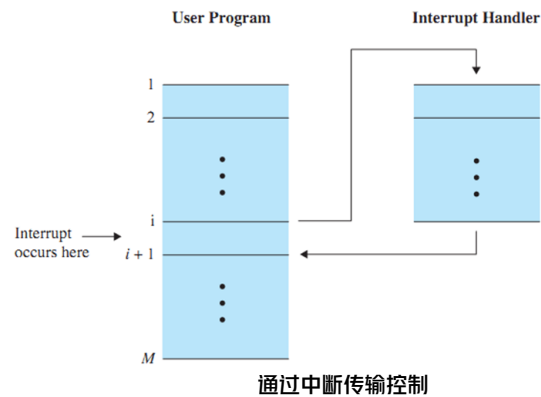 User Program
Interrupt Handler
1
2
i
Interrupt
occurs here
i + 1
M
通过中断传输控制